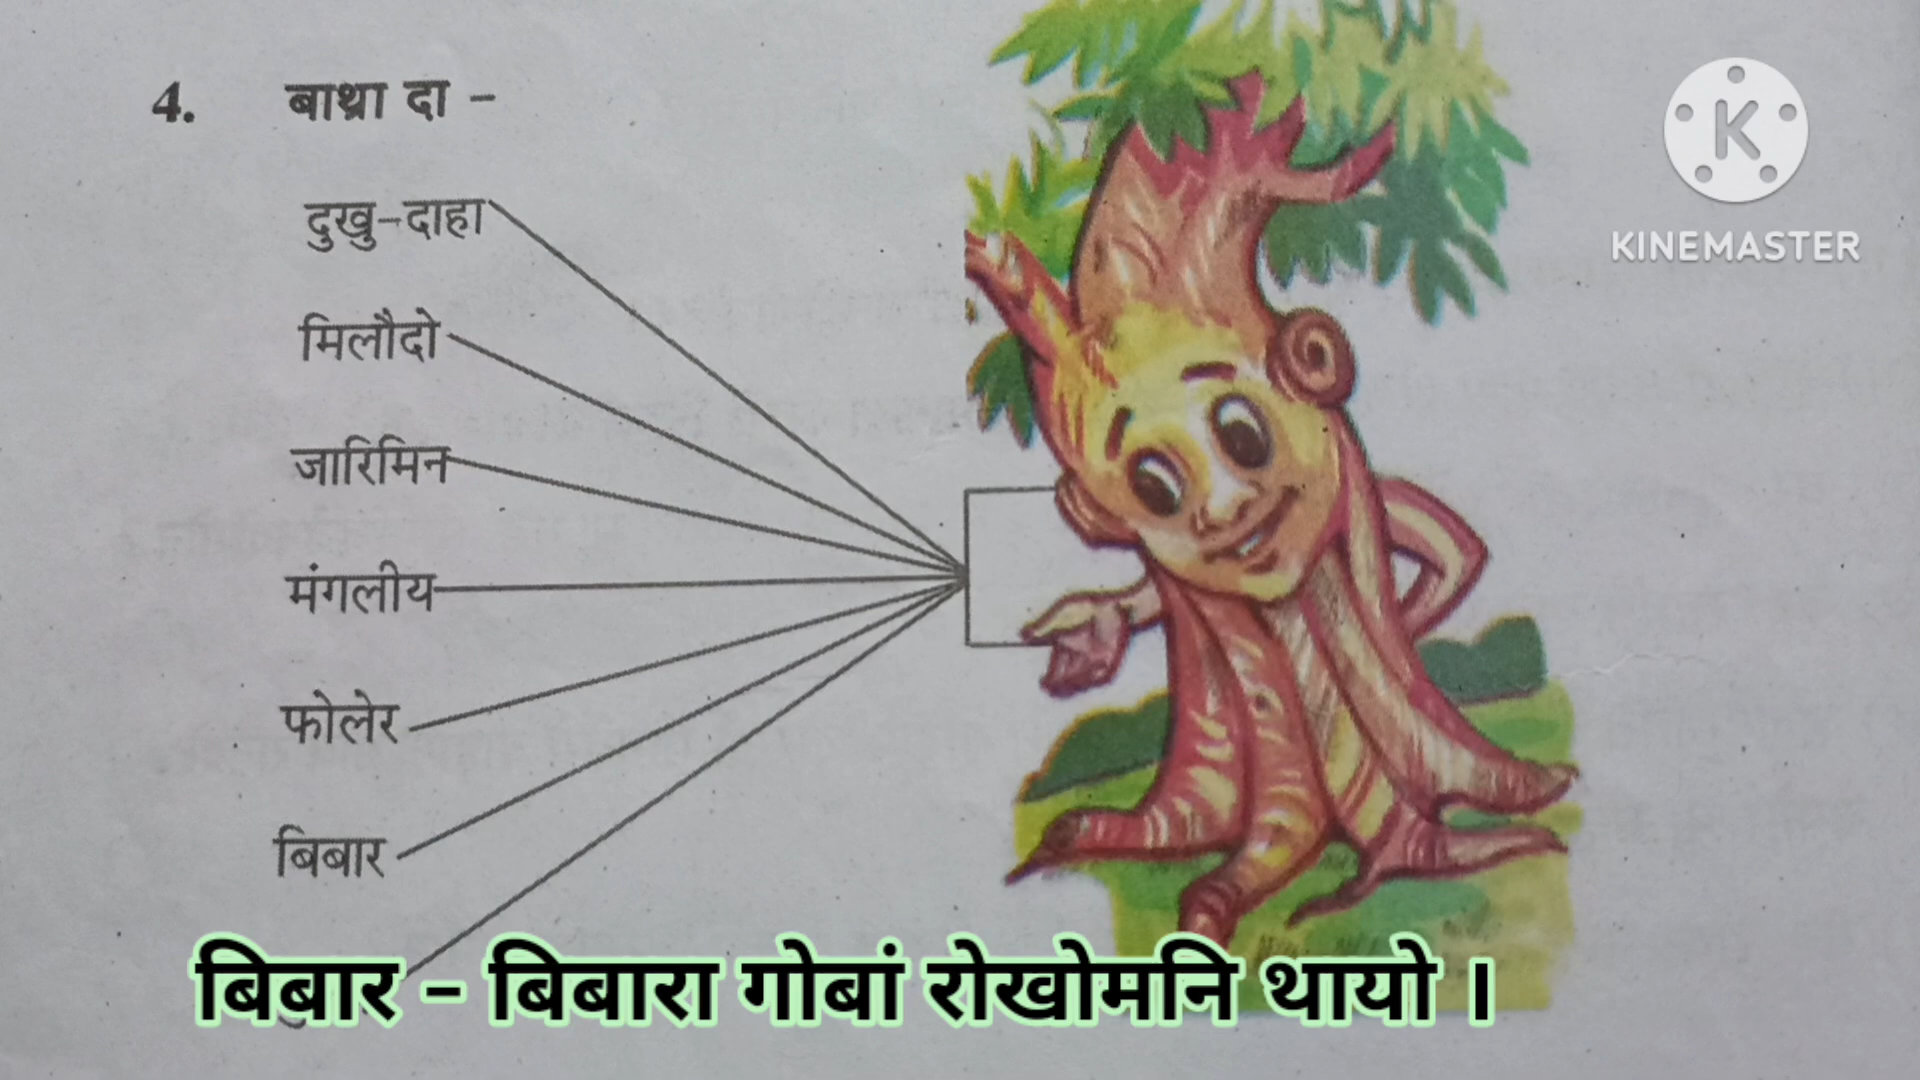 4. बाथ्रा दा -
दुखु-दाहा
मिलौदो
जारिमिन
मंगलीय
फोलेर
बिबार
बिबार - बिबारा गोबां रोखोमनि थायो ।
KINEMASTER